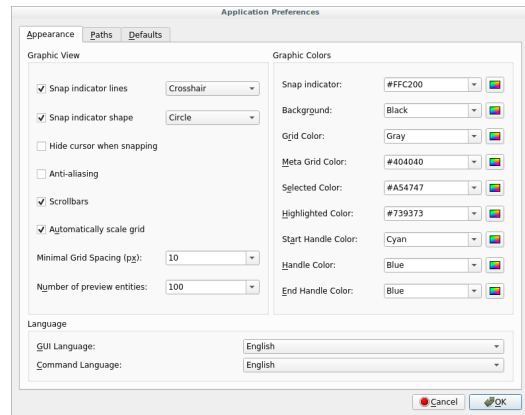 Application Preferences
Appearance Paths Defaults
Graphic View
Snap indicator lines Crosshair
Snap indicator shape Circle
Hide cursor when snapping
Anti-aliasing
Scrollbars
Automatically scale grid
Minimal Grid Spacing (px): 10
Number of preview entities: 100
Graphic Colors
Snap indicator: #FFC200
Background: Black
Grid Color: Gray
Meta Grid Color: #404040
Selected Color: #A54747
Highlighted Color: #739373
Start Handle Color: Cyan
Handle Color: Blue
End Handle Color: Blue
Language
GUI Language: English
Command Language: English
Cancel OK